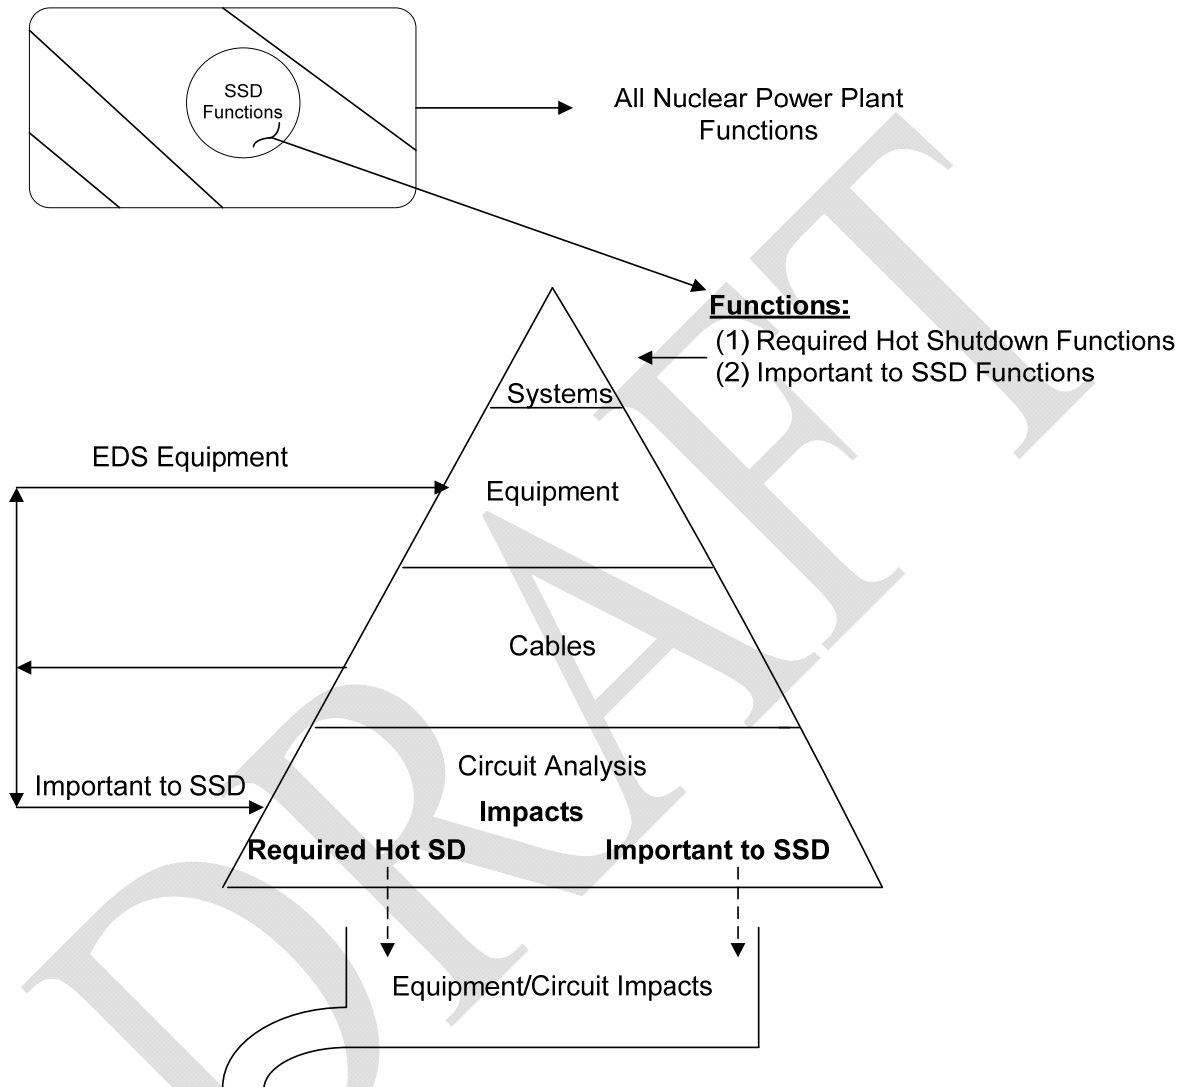 SSD
Functions
All Nuclear Power Plant
Functions
Functions:
(1) Required Hot Shutdown Functions
(2) Important to SSD Functions
Systems
EDS Equipment
Equipment
Cables
Circuit Analysis
Important to SSD
Impacts
Required Hot SD
Important to SSD
Equipment/Circuit Impacts
DRAFT